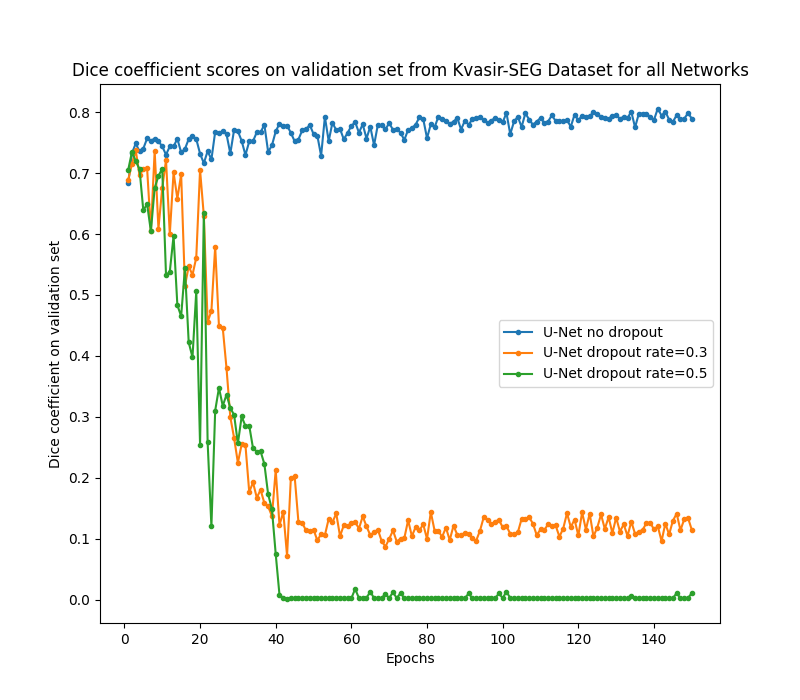 Dice coefficient scores on validation set from Kvasir-SEG Dataset for all Networks
Dice coefficient on validation set
0.8
0.7
0.6
0.5
0.4
0.3
0.2
0.1
0.0
U-Net no dropout
U-Net dropout rate=0.3
U-Net dropout rate=0.5
0 20 40 60 80 100 120 140
Epochs